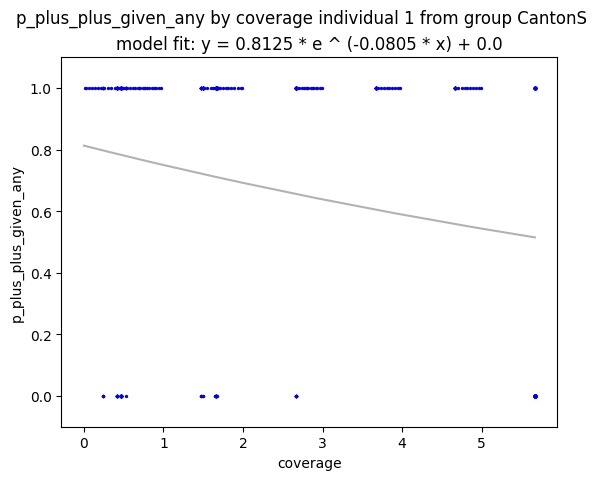 p_plus_plus_given_any by coverage individual 1 from group CantonS
model fit: y = 0.8125 * e ^ (-0.0805 * x) + 0.0
1.0
0.8
0.6
0.4
0.2
0.0
p_plus_plus_given_any
0 1 2 3 4 5
coverage